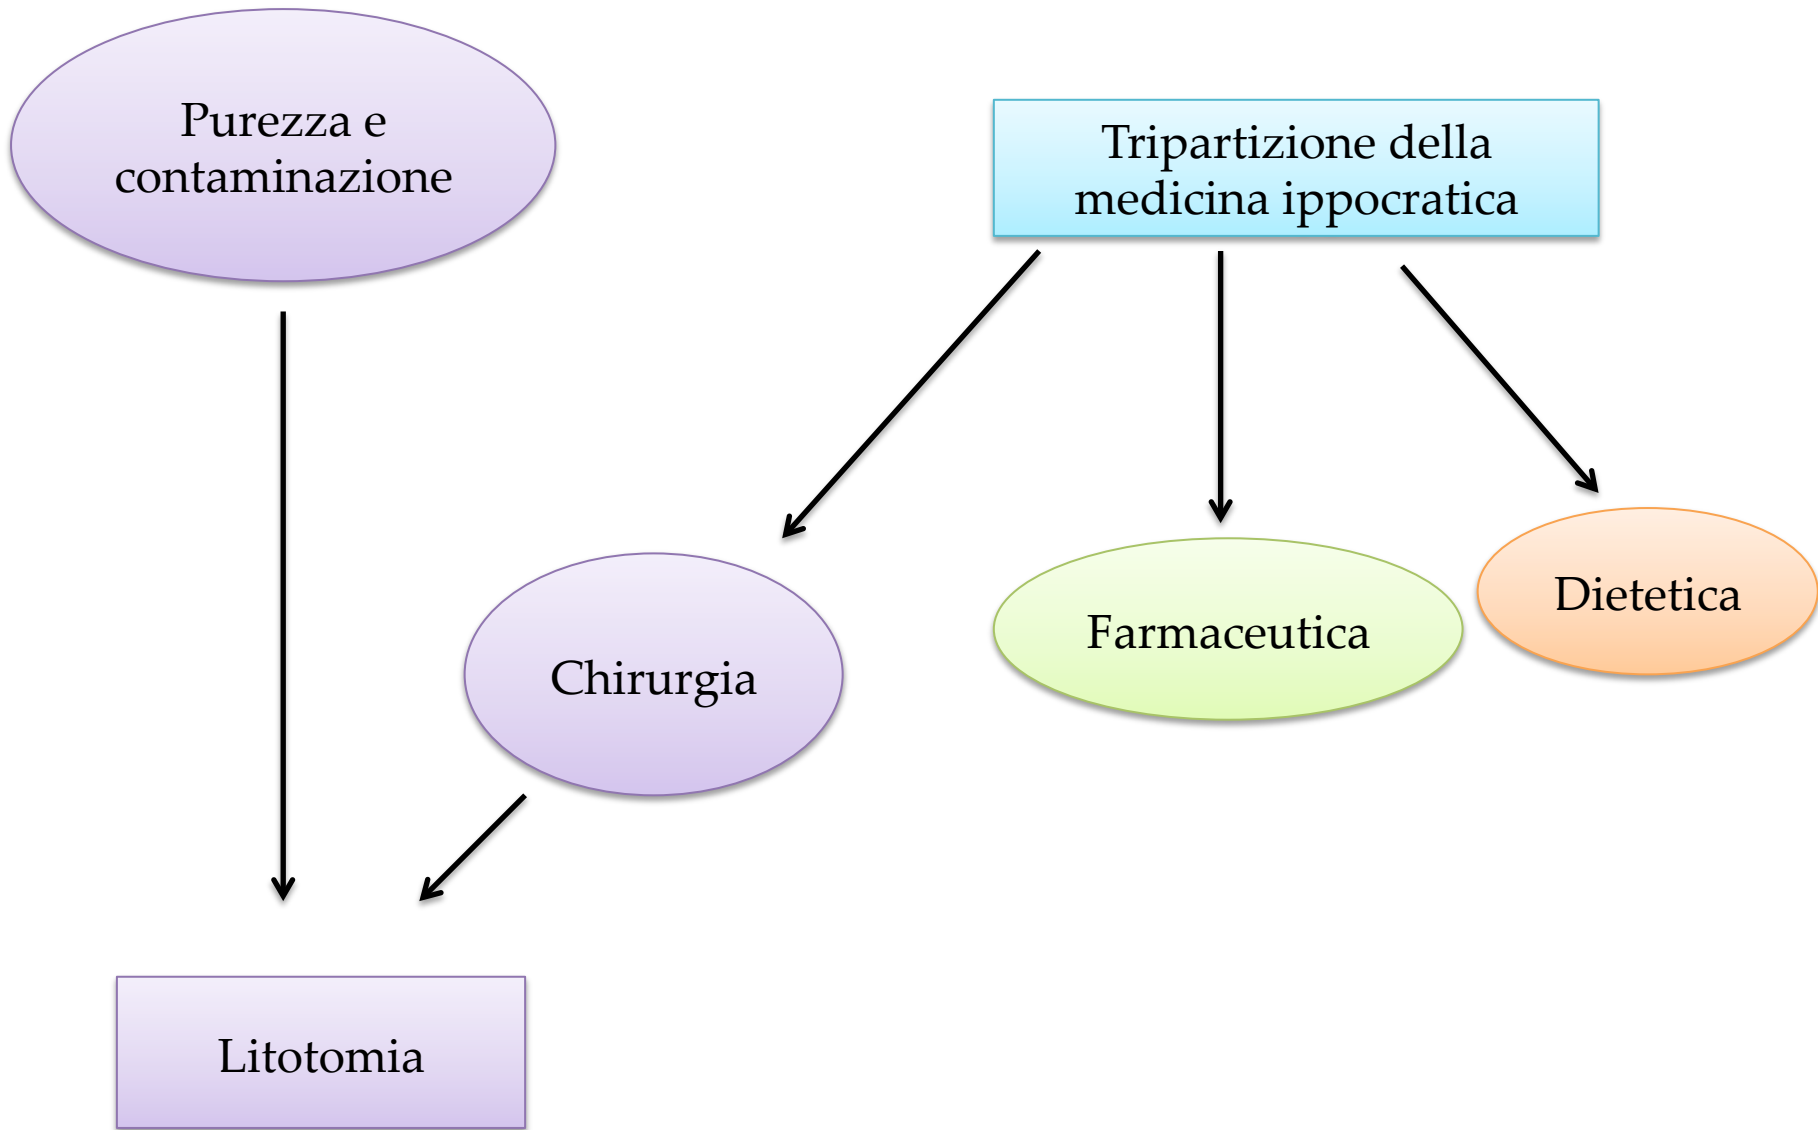 Purezza e
contaminazione
Tripartizione della
medicina ippocratica
Chirurgia
Farmaceutica
Dietetica
Litotomia